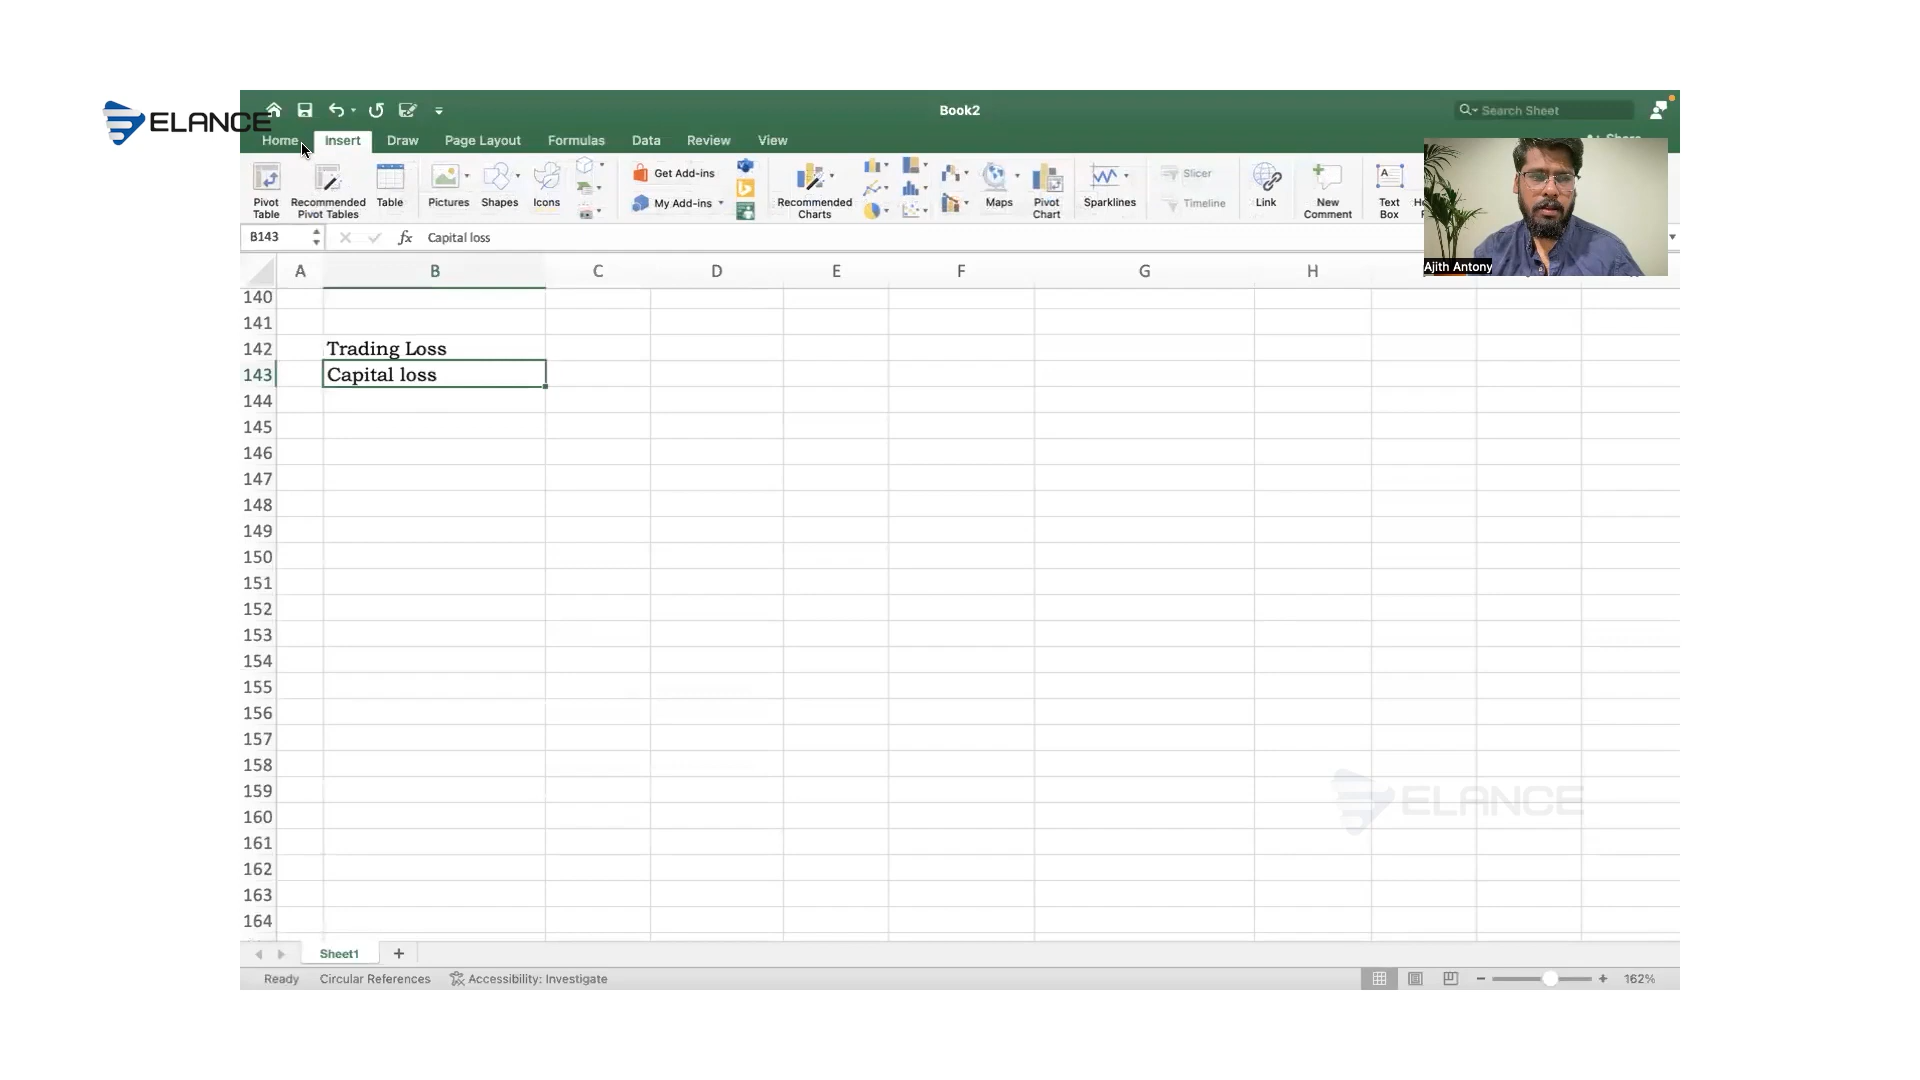 ELANCE
Book2
Search Sheet
Home Insert Draw Page Layout Formulas Data Review View
Share
Pivot Table
Recommended Pivot Tables
Table
Pictures
Shapes
Icons
Get Add-ins
My Add-ins
Recommended Charts
Maps
Pivot Chart
Sparklines
Slicer
Timeline
Link
New Comment
Text Box
Ajith Antony
B143 fx Capital loss
A B C D E F G H
140
141
142 Trading Loss
143 Capital loss
144
145
146
147
148
149
150
151
152
153
154
155
156
157
158
159
ELANCE
160
161
162
163
164
Sheet1
Ready Circular References Accessibility: Investigate 162%